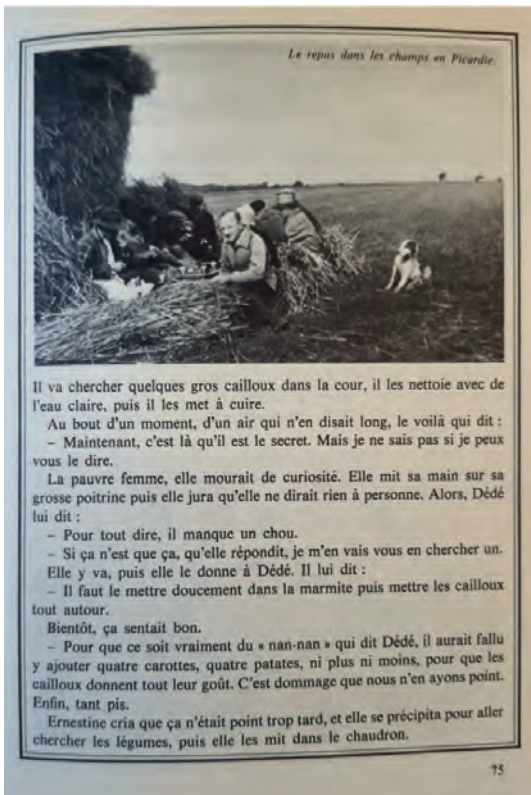 Le repas dans les champs en Picardie.
Il va chercher quelques gros cailloux dans la cour, il les nettoie avec de
l'eau claire, puis il les met à cuire.
Au bout d'un moment, d'un air qui n'en disait long, le voilà qui dit :
– Maintenant, c'est là qu'il est le secret. Mais je ne sais pas si je peux
vous le dire.
La pauvre femme, elle mourait de curiosité. Elle mit sa main sur sa
grosse poitrine puis elle jura qu'elle ne dirait rien à personne. Alors, Dédé
lui dit :
– Pour tout dire, il manque un chou.
– Si ça n'est que ça, qu'elle répondit, je m'en vais vous en chercher un.
Elle y va, puis elle le donne à Dédé. Il lui dit :
– Il faut le mettre doucement dans la marmite puis mettre les cailloux
tout autour.
Bientôt, ça sentait bon.
– Pour que ce soit vraiment du « nan-nan » qui dit Dédé, il aurait fallu
y ajouter quatre carottes, quatre patates, ni plus ni moins, pour que les
cailloux donnent tout leur goût. C'est dommage que nous n'en ayons point.
Enfin, tant pis.
Ernestine cria que ça n'était point trop tard, et elle se précipita pour aller
chercher les légumes, puis elle les mit dans le chaudron.
75